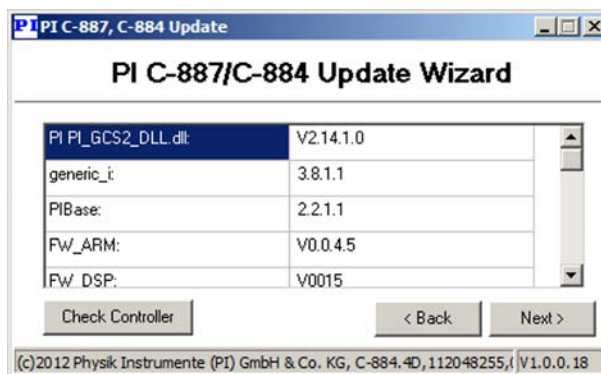 PI PI C-887, C-884 Update
PI C-887/C-884 Update Wizard
PI PI_GCS2_DLL.dll: V2.14.1.0
generic_i: 3.8.1.1
PIBase: 2.2.1.1
FW_ARM: V0.0.4.5
FW_DSP: V0015
Check Controller < Back Next >
(c)2012 Physik Instrumente (PI) GmbH & Co. KG, C-884.4D,112048255,( V1.0.0.18